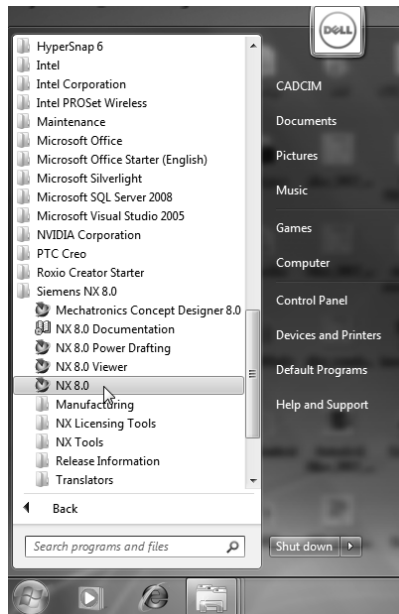 HyperSnap 6
Intel
Intel Corporation
Intel PROSet Wireless
Maintenance
Microsoft Office
Microsoft Office Starter (English)
Microsoft Silverlight
Microsoft SQL Server 2008
Microsoft Visual Studio 2005
NVIDIA Corporation
PTC Creo
Roxio Creator Starter
Siemens NX 8.0
Mechatronics Concept Designer 8.0
NX 8.0 Documentation
NX 8.0 Power Drafting
NX 8.0 Viewer
NX 8.0
Manufacturing
NX Licensing Tools
NX Tools
Release Information
Translators
Back
Search programs and files
DELL
CADCIM
Documents
Pictures
Music
Games
Computer
Control Panel
Devices and Printers
Default Programs
Help and Support
Shut down